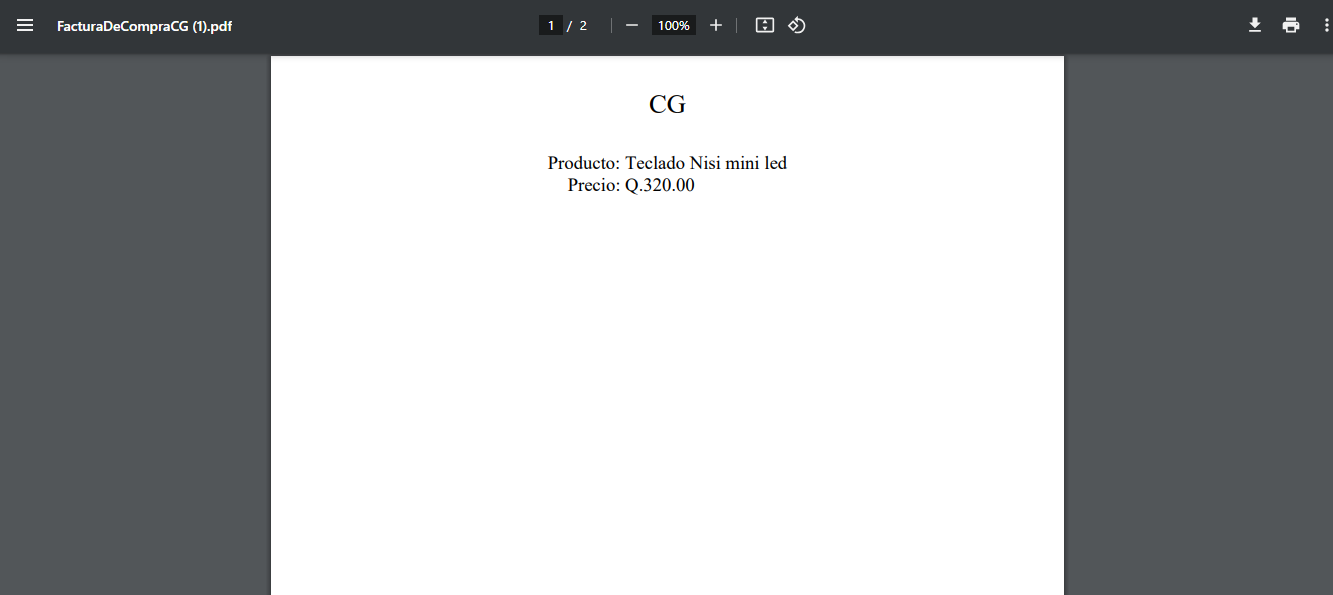 FacturaDeCompraCG (1).pdf
1 / 2
100%
CG
Producto: Teclado Nisi mini led
Precio: Q.320.00